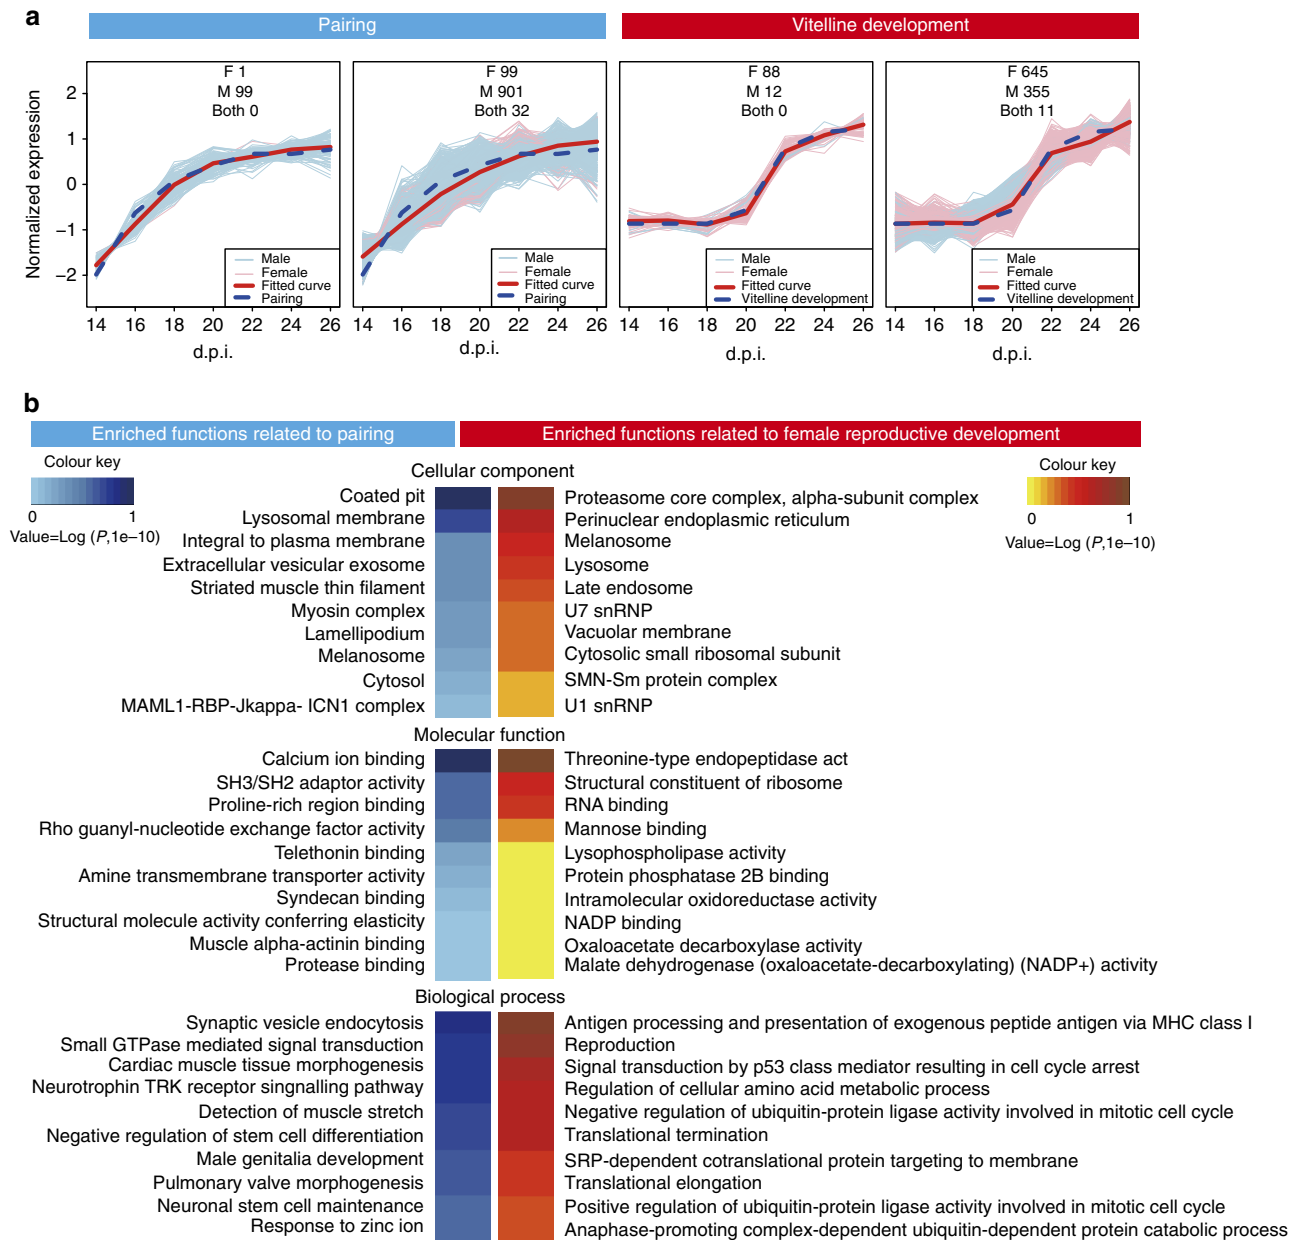 a
Pairing
Vitelline development
Normalized expression
2
1
0
−1
−2
F 1
M 99
Both 0
Male
Female
Fitted curve
Pairing
14 16 18 20 22 24 26
d.p.i.
F 99
M 901
Both 32
Male
Female
Fitted curve
Pairing
14 16 18 20 22 24 26
d.p.i.
F 88
M 12
Both 0
Male
Female
Fitted curve
Vitelline development
14 16 18 20 22 24 26
d.p.i.
F 645
M 355
Both 11
Male
Female
Fitted curve
Vitelline development
14 16 18 20 22 24 26
d.p.i.
b
Enriched functions related to pairing
Enriched functions related to female reproductive development
Colour key
0 1
Value=Log (P,1e−10)
Colour key
0 1
Value=Log (P,1e−10)
Cellular component
Coated pit
Proteasome core complex, alpha-subunit complex
Lysosomal membrane
Perinuclear endoplasmic reticulum
Integral to plasma membrane
Melanosome
Extracellular vesicular exosome
Lysosome
Striated muscle thin filament
Late endosome
Myosin complex
U7 snRNP
Lamellipodium
Vacuolar membrane
Melanosome
Cytosolic small ribosomal subunit
Cytosol
SMN-Sm protein complex
MAML1-RBP-Jkappa- ICN1 complex
U1 snRNP
Molecular function
Calcium ion binding
Threonine-type endopeptidase act
SH3/SH2 adaptor activity
Structural constituent of ribosome
Proline-rich region binding
RNA binding
Rho guanyl-nucleotide exchange factor activity
Mannose binding
Telethonin binding
Lysophospholipase activity
Amine transmembrane transporter activity
Protein phosphatase 2B binding
Syndecan binding
Intramolecular oxidoreductase activity
Structural molecule activity conferring elasticity
NADP binding
Muscle alpha-actinin binding
Oxaloacetate decarboxylase activity
Protease binding
Malate dehydrogenase (oxaloacetate-decarboxylating) (NADP+) activity
Biological process
Synaptic vesicle endocytosis
Antigen processing and presentation of exogenous peptide antigen via MHC class I
Small GTPase mediated signal transduction
Reproduction
Cardiac muscle tissue morphogenesis
Signal transduction by p53 class mediator resulting in cell cycle arrest
Neurotrophin TRK receptor singnalling pathway
Regulation of cellular amino acid metabolic process
Detection of muscle stretch
Negative regulation of ubiquitin-protein ligase activity involved in mitotic cell cycle
Negative regulation of stem cell differentiation
Translational termination
Male genitalia development
SRP-dependent cotranslational protein targeting to membrane
Pulmonary valve morphogenesis
Translational elongation
Neuronal stem cell maintenance
Positive regulation of ubiquitin-protein ligase activity involved in mitotic cell cycle
Response to zinc ion
Anaphase-promoting complex-dependent ubiquitin-dependent protein catabolic process